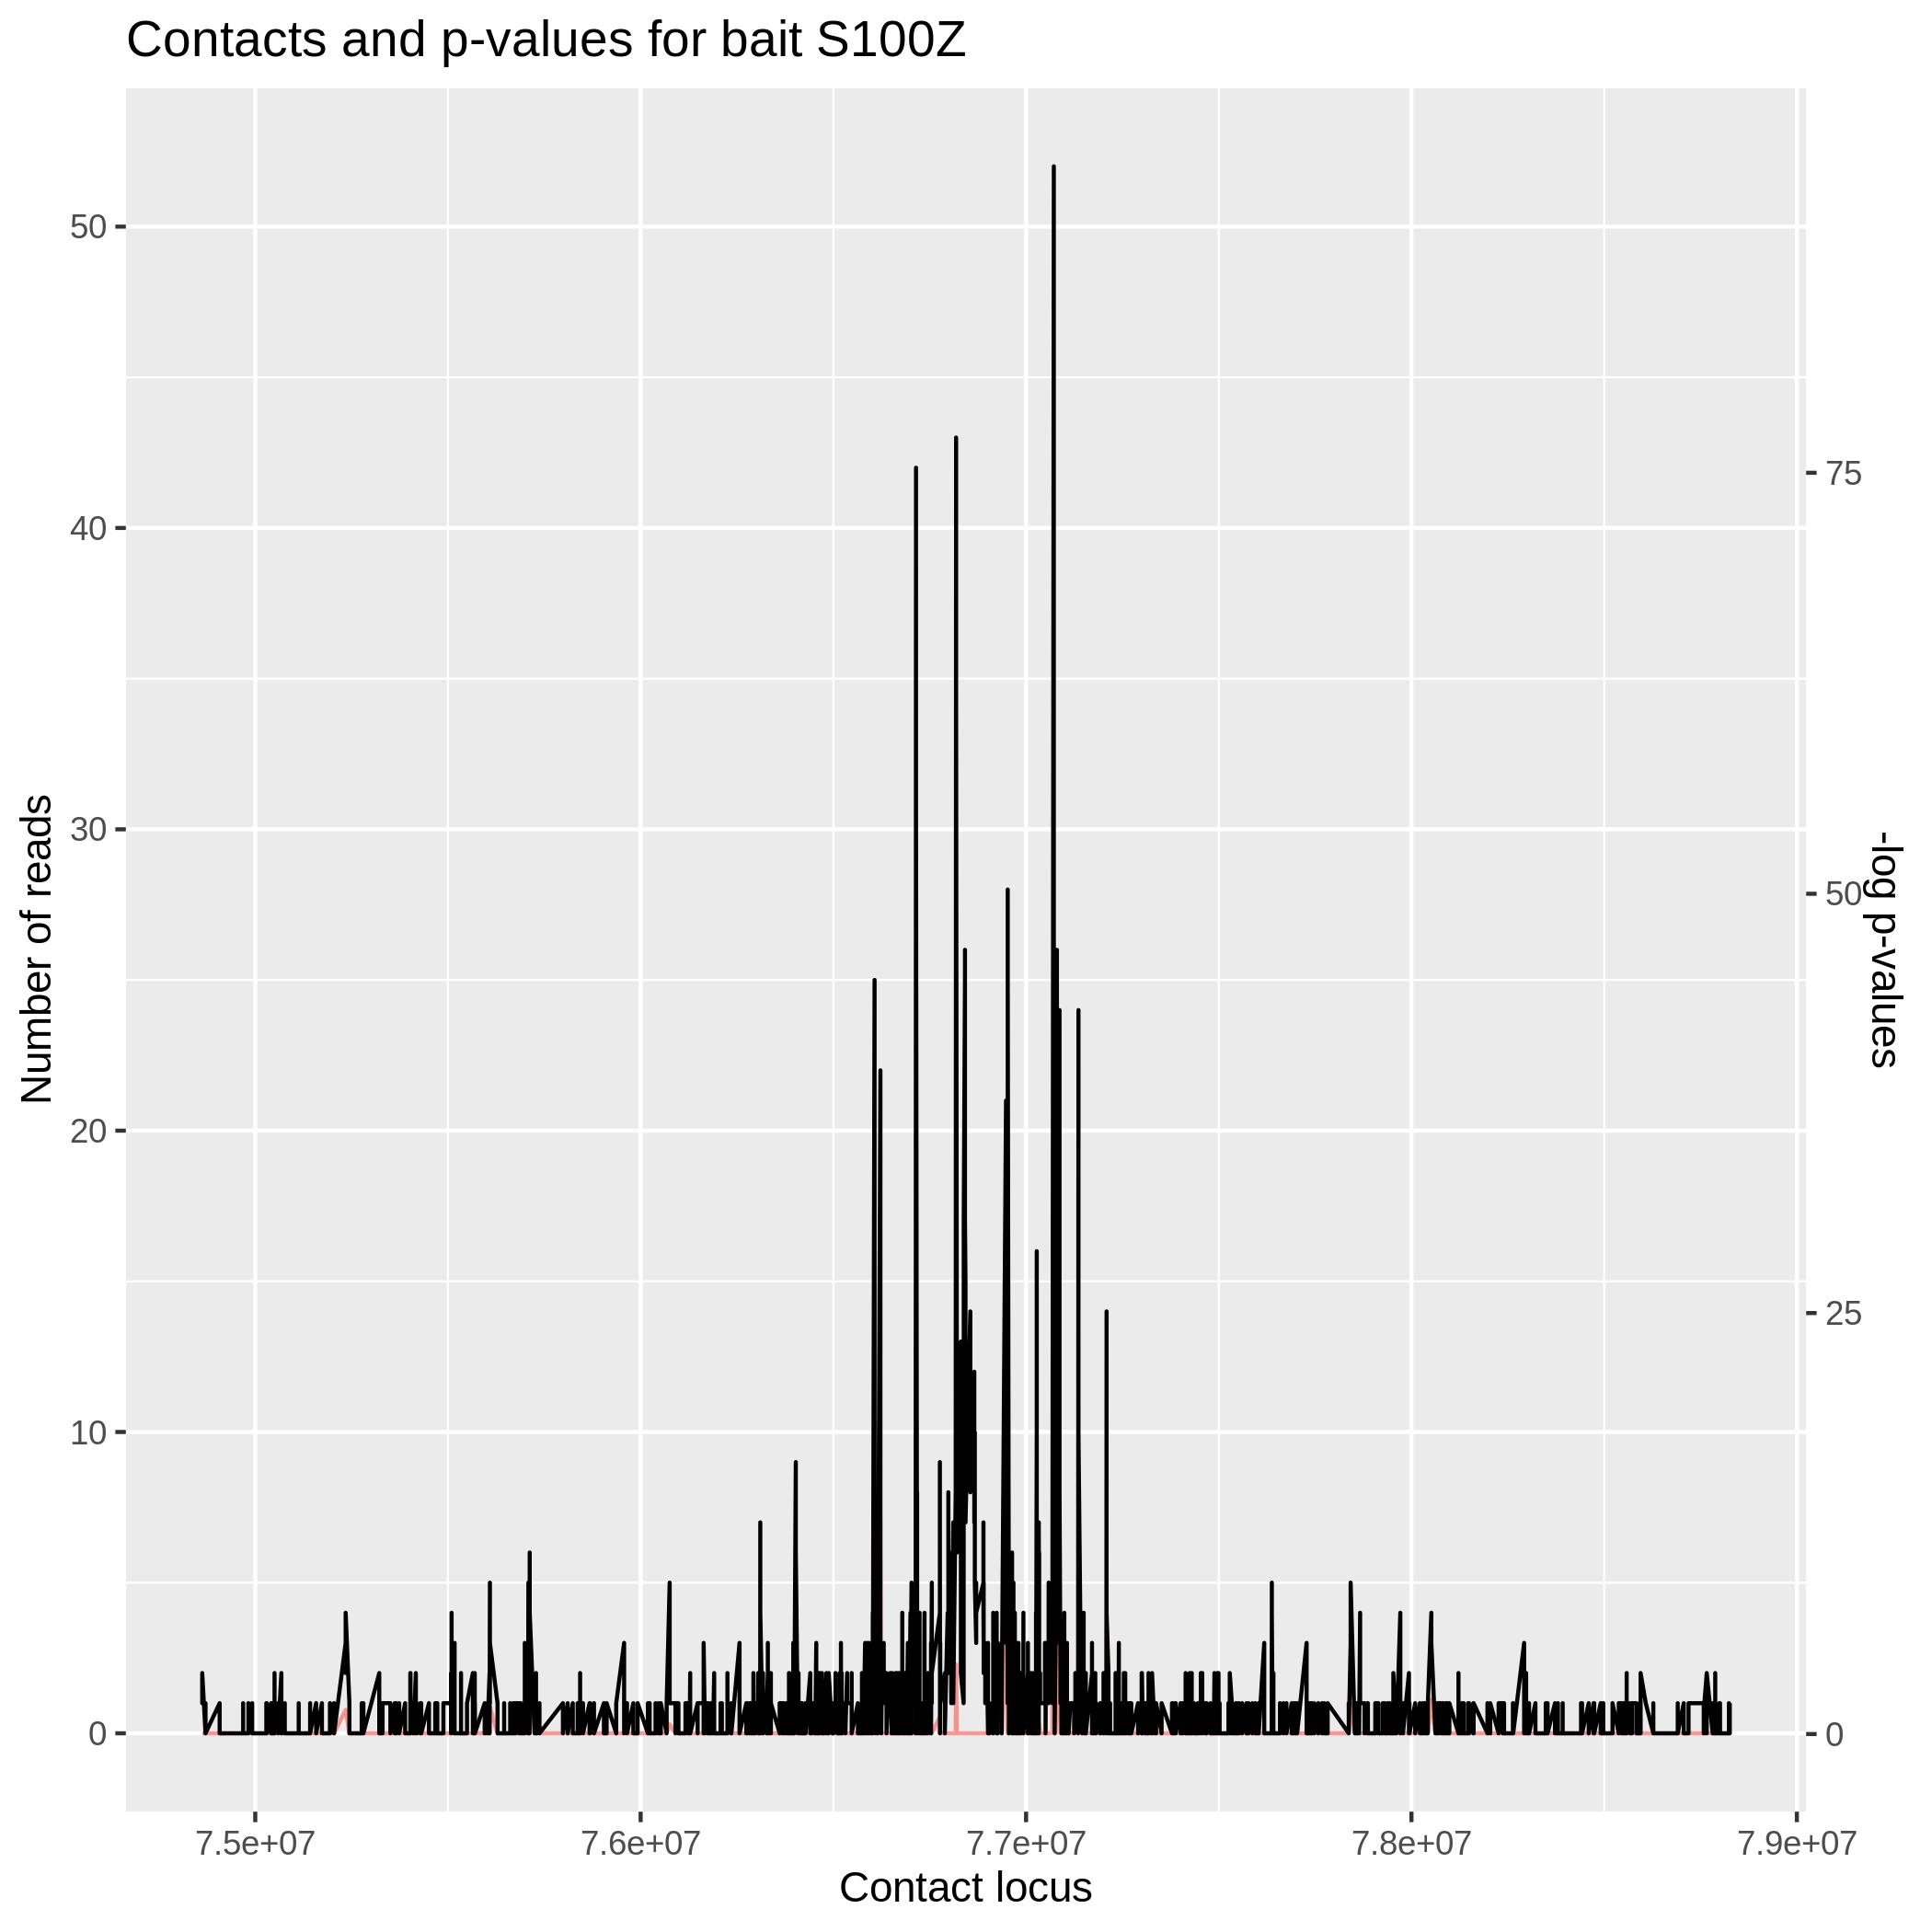 Contacts and p-values for bait S100Z
Number of reads
50
40
30
20
10
0
75
50
25
0
-log p-values
7.5e+07 7.6e+07 7.7e+07 7.8e+07 7.9e+07
Contact locus